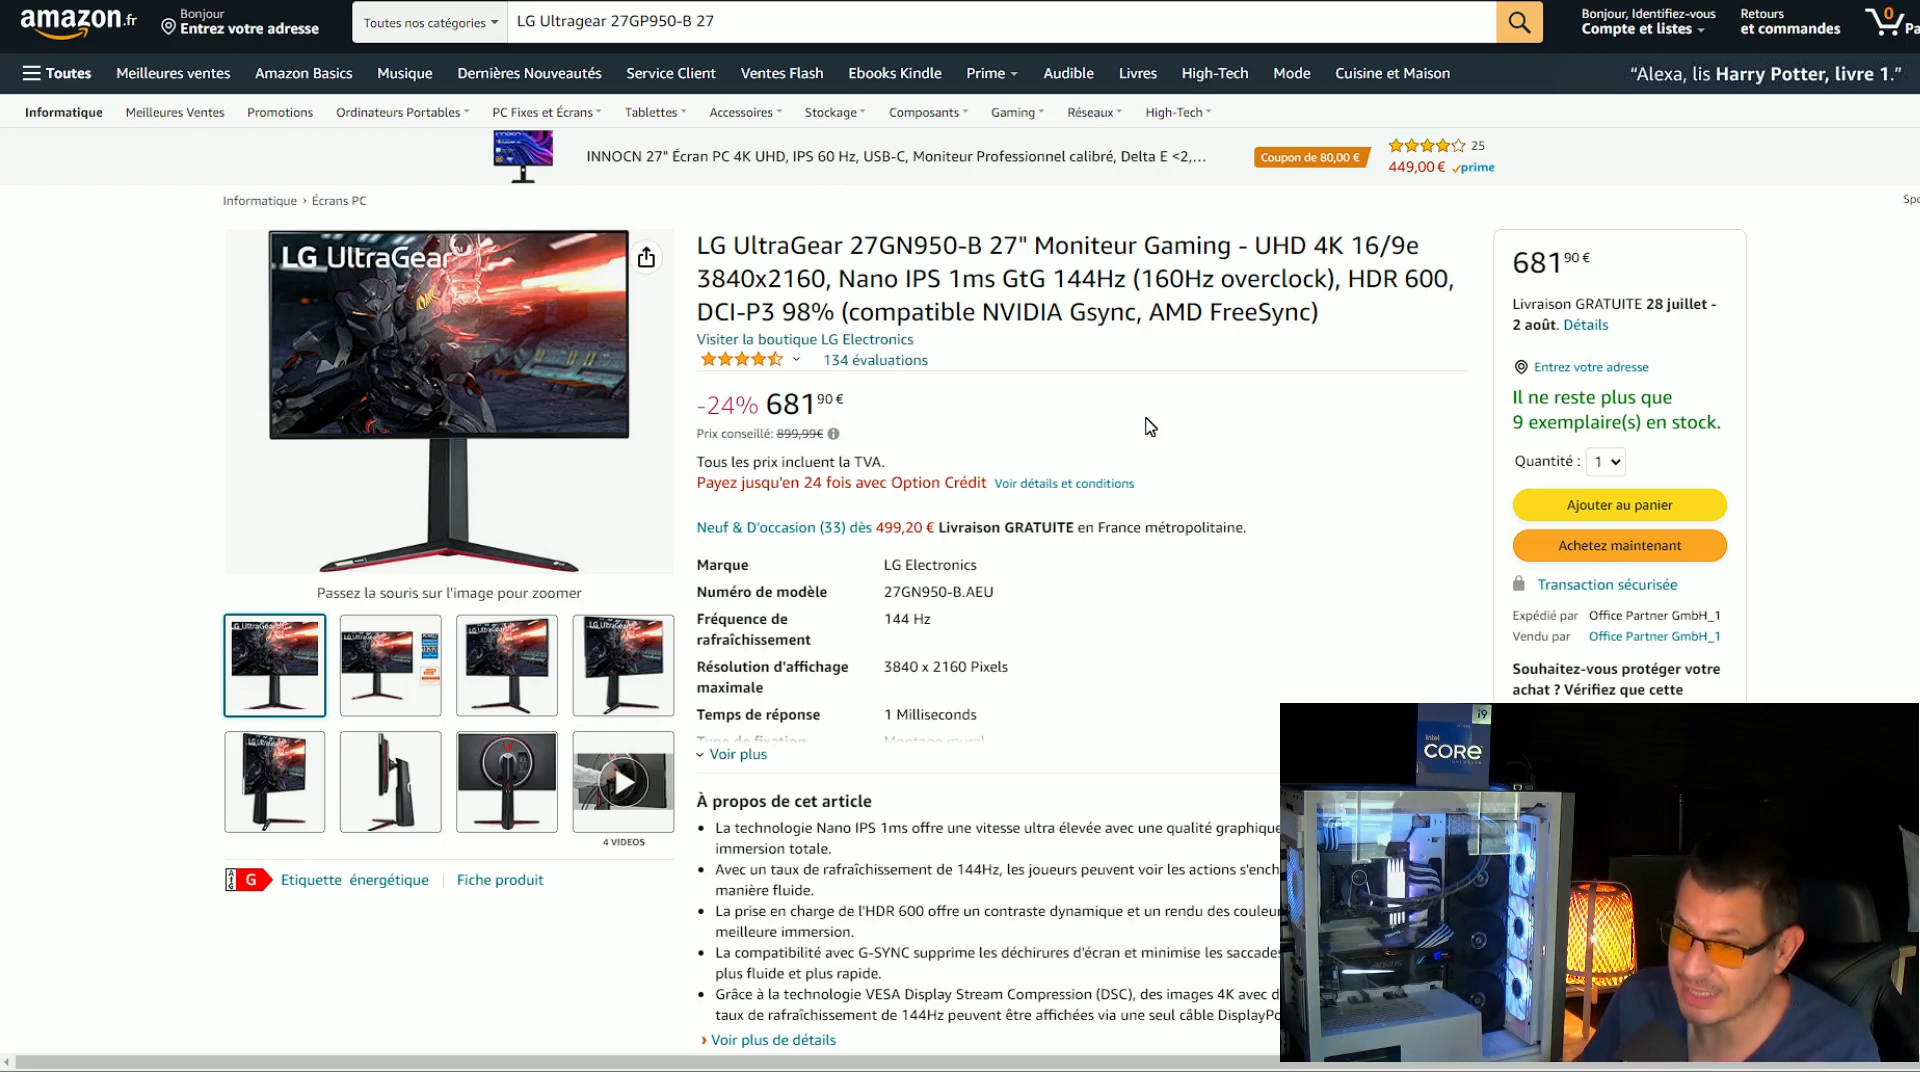 amazon.fr
Bonjour
Entrez votre adresse
Toutes nos catégories
LG Ultragear 27GP950-B 27
Bonjour, Identifiez-vous
Compte et listes
Retours
et commandes
0
Pa
Toutes
Meilleures ventes
Amazon Basics
Musique
Dernières Nouveautés
Service Client
Ventes Flash
Ebooks Kindle
Prime
Audible
Livres
High-Tech
Mode
Cuisine et Maison
“Alexa, lis Harry Potter, livre 1.”
Informatique
Meilleures Ventes
Promotions
Ordinateurs Portables
PC Fixes et Écrans
Tablettes
Accessoires
Stockage
Composants
Gaming
Réseaux
High-Tech
INNOCN 27" Écran PC 4K UHD, IPS 60 Hz, USB-C, Moniteur Professionnel calibré, Delta E <2,…
Coupon de 80,00 €
25
449,00 € prime
Informatique › Écrans PC
Spo
LG UltraGear
Passez la souris sur l'image pour zoomer
4 VIDEOS
G
Etiquette énergétique
Fiche produit
LG UltraGear 27GN950-B 27" Moniteur Gaming - UHD 4K 16/9e
3840x2160, Nano IPS 1ms GtG 144Hz (160Hz overclock), HDR 600,
DCI-P3 98% (compatible NVIDIA Gsync, AMD FreeSync)
Visiter la boutique LG Electronics
134 évaluations
-24% 681,90 €
Prix conseillé: 899,99€
Tous les prix incluent la TVA.
Payez jusqu'en 24 fois avec Option Crédit Voir détails et conditions
Neuf & D'occasion (33) dès 499,20 € Livraison GRATUITE en France métropolitaine.
Marque LG Electronics
Numéro de modèle 27GN950-B.AEU
Fréquence de 144 Hz
rafraîchissement
Résolution d'affichage 3840 x 2160 Pixels
maximale
Temps de réponse 1 Milliseconds
Type de fixation Montage mural
Voir plus
À propos de cet article
La technologie Nano IPS 1ms offre une vitesse ultra élevée avec une qualité graphique
immersion totale.
Avec un taux de rafraîchissement de 144Hz, les joueurs peuvent voir les actions s'ench
manière fluide.
La prise en charge de l'HDR 600 offre un contraste dynamique et un rendu des couleur
meilleure immersion.
La compatibilité avec G-SYNC supprime les déchirures d'écran et minimise les saccades
plus fluide et plus rapide.
Grâce à la technologie VESA Display Stream Compression (DSC), des images 4K avec d
taux de rafraîchissement de 144Hz peuvent être affichées via une seul câble DisplayPo
› Voir plus de détails
681 90 €
Livraison GRATUITE 28 juillet -
2 août. Détails
Entrez votre adresse
Il ne reste plus que
9 exemplaire(s) en stock.
Quantité : 1
Ajouter au panier
Achetez maintenant
Transaction sécurisée
Expédié par Office Partner GmbH_1
Vendu par Office Partner GmbH_1
Souhaitez-vous protéger votre
achat ? Vérifiez que cette
i9
intel
CORE